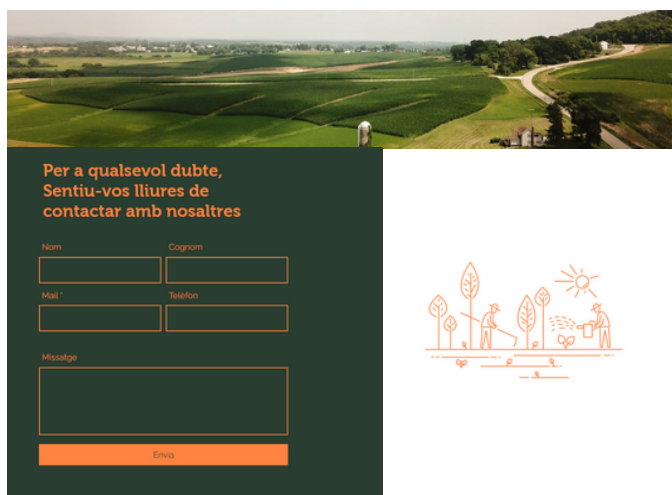 Per a qualsevol dubte,
Sentiu-vos lliures de
contactar amb nosaltres
Nom Cognom
Mail * Telèfon
Missatge
Envia